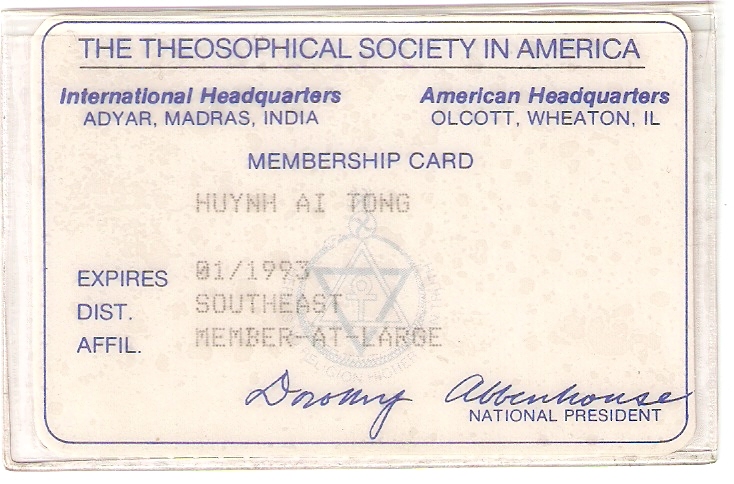 THE THEOSOPHICAL SOCIETY IN AMERICA
International Headquarters
ADYAR, MADRAS, INDIA
American Headquarters
OLCOTT, WHEATON, IL
MEMBERSHIP CARD
HUYNH AI TONG
EXPIRES 01/1993
DIST. SOUTHEAST
AFFIL. MEMBER-AT-LARGE
Dorothy Abbenhouse
NATIONAL PRESIDENT